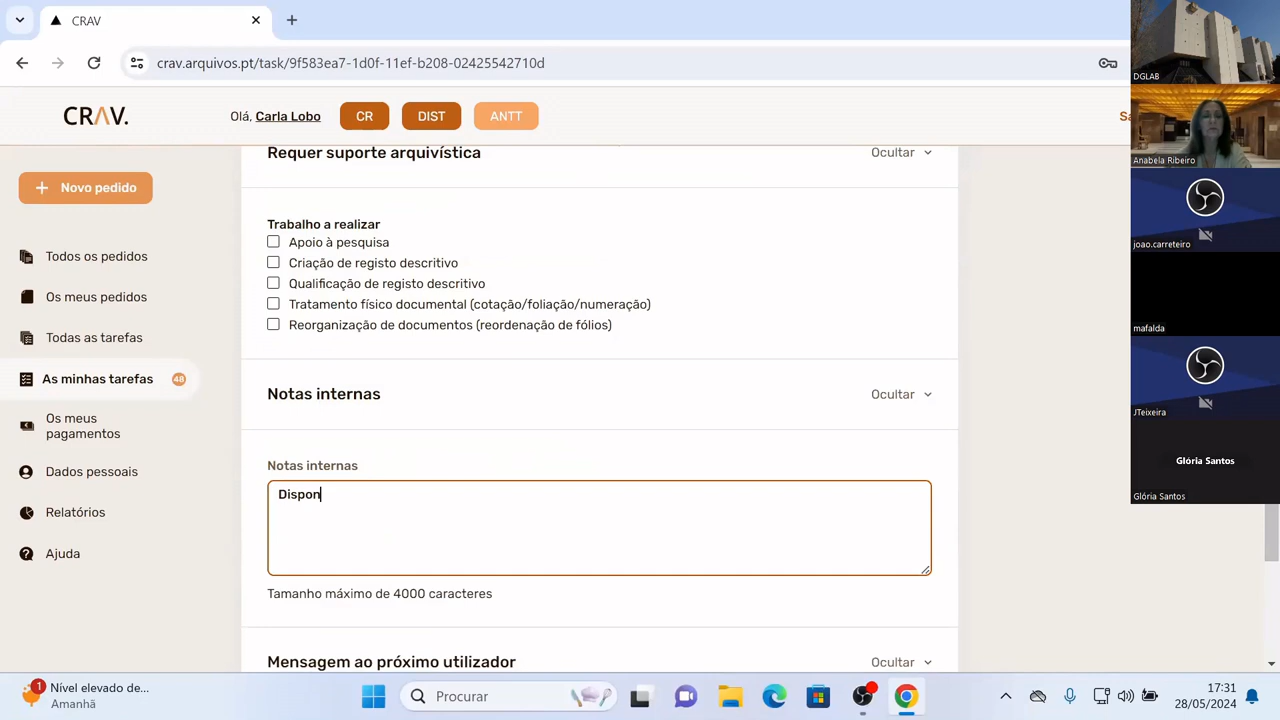 CRAV
crav.arquivos.pt/task/9f583ea7-1d0f-11ef-b208-02425542710d
DGLAB
CRAV.
Olá, Carla Lobo
CR
DIST
ANTT
Anabela Ribeiro
Requer suporte arquivística
Ocultar
+ Novo pedido
Trabalho a realizar
Apoio à pesquisa
joao.carreteiro
Todos os pedidos
Criação de registo descritivo
Qualificação de registo descritivo
Os meus pedidos
Tratamento físico documental (cotação/foliação/numeração)
Reorganização de documentos (reordenação de fólios)
mafalda
Todas as tarefas
As minhas tarefas
48
Notas internas
Ocultar
JTeixeira
Os meus
pagamentos
Notas internas
Glória Santos
Dados pessoais
Dispon
Glória Santos
Relatórios
Ajuda
Tamanho máximo de 4000 caracteres
Mensagem ao próximo utilizador
Ocultar
1
Nível elevado de...
Amanhã
Procurar
17:31
28/05/2024